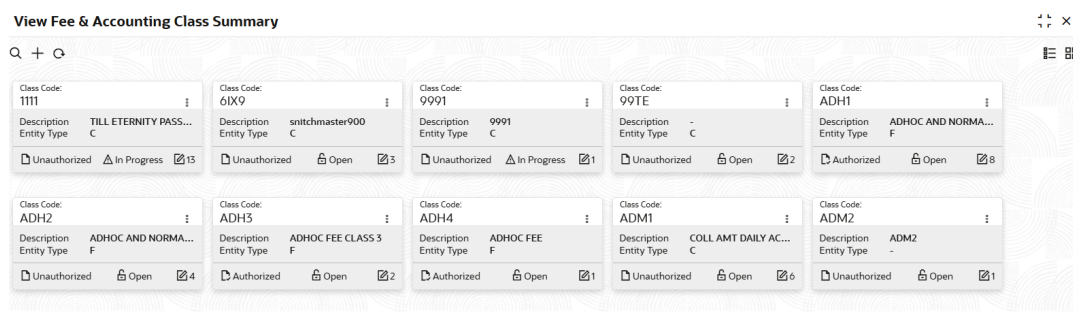 View Fee & Accounting Class Summary
Class Code:
1111
Description TILL ETERNITY PASS...
Entity Type C
Unauthorized In Progress 13
Class Code:
6IX9
Description snitchmaster900
Entity Type C
Unauthorized Open 3
Class Code:
9991
Description 9991
Entity Type C
Unauthorized In Progress 1
Class Code:
99TE
Description -
Entity Type C
Unauthorized Open 2
Class Code:
ADH1
Description ADHOC AND NORMA...
Entity Type F
Authorized Open 8
Class Code:
ADH2
Description ADHOC AND NORMA...
Entity Type F
Unauthorized Open 4
Class Code:
ADH3
Description ADHOC FEE CLASS 3
Entity Type F
Authorized Open 2
Class Code:
ADH4
Description ADHOC FEE
Entity Type F
Authorized Open 1
Class Code:
ADM1
Description COLL AMT DAILY AC...
Entity Type C
Unauthorized Open 6
Class Code:
ADM2
Description ADM2
Entity Type -
Unauthorized Open 1